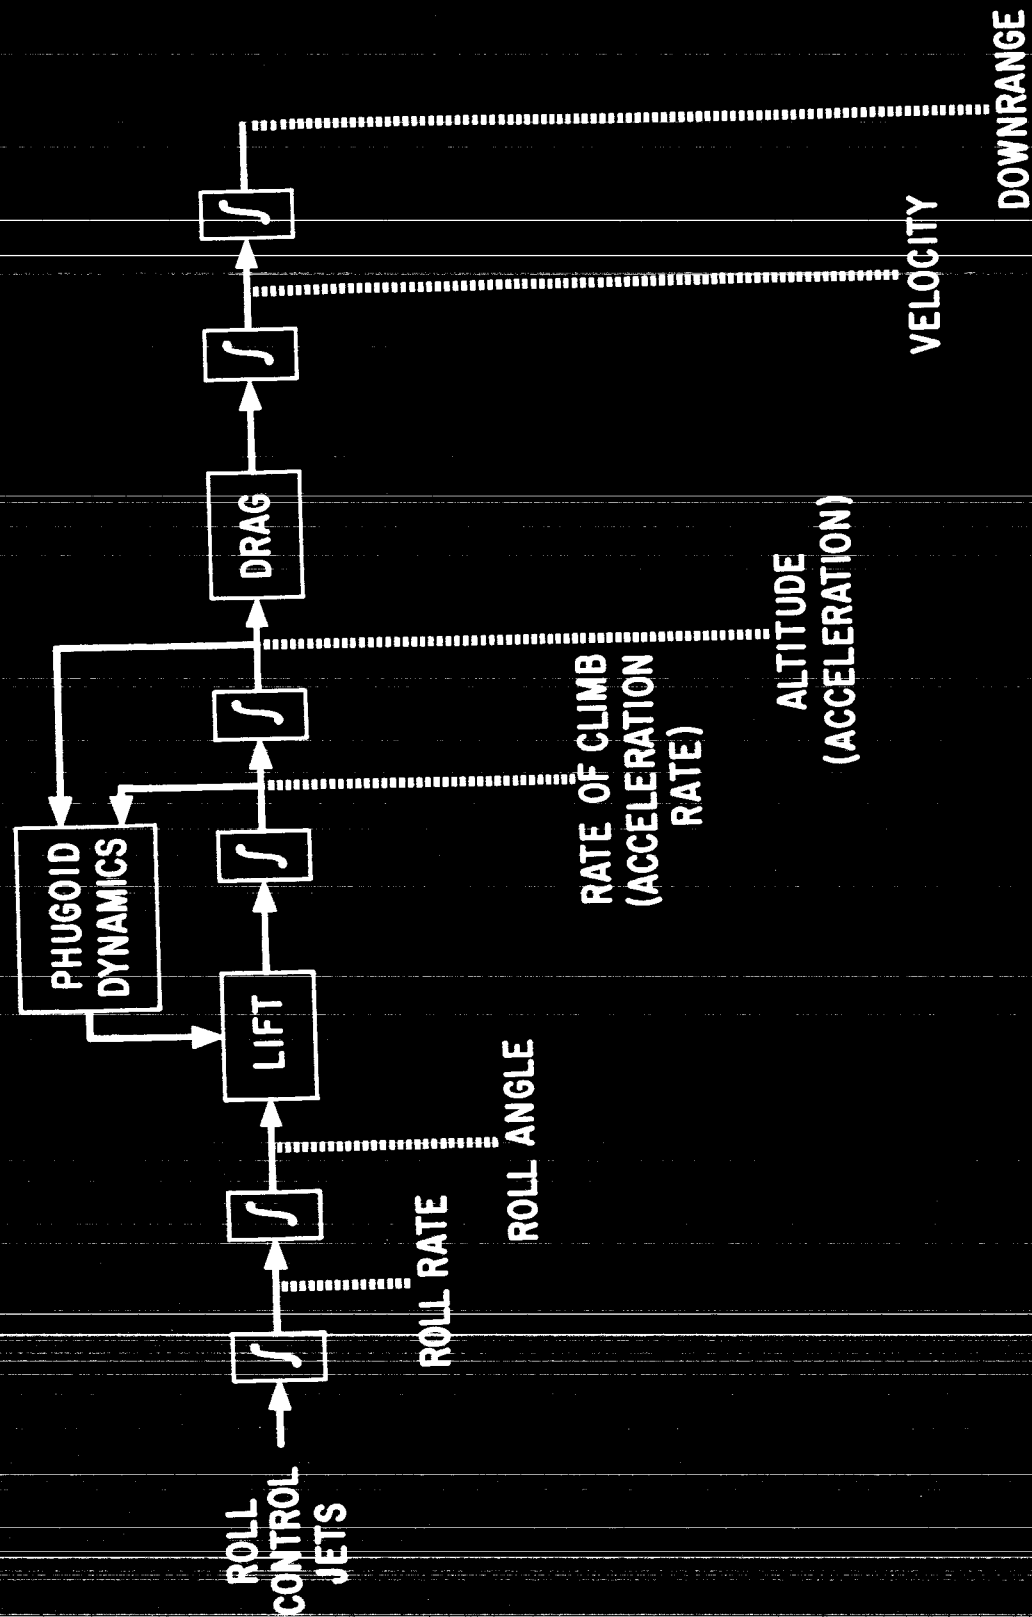 ROLL
CONTROL
JETS
∫
ROLL RATE
∫
ROLL ANGLE
LIFT
PHUGOID
DYNAMICS
∫
RATE OF CLIMB
(ACCELERATION
RATE)
∫
ALTITUDE
(ACCELERATION)
DRAG
∫
VELOCITY
∫
DOWNRANGE